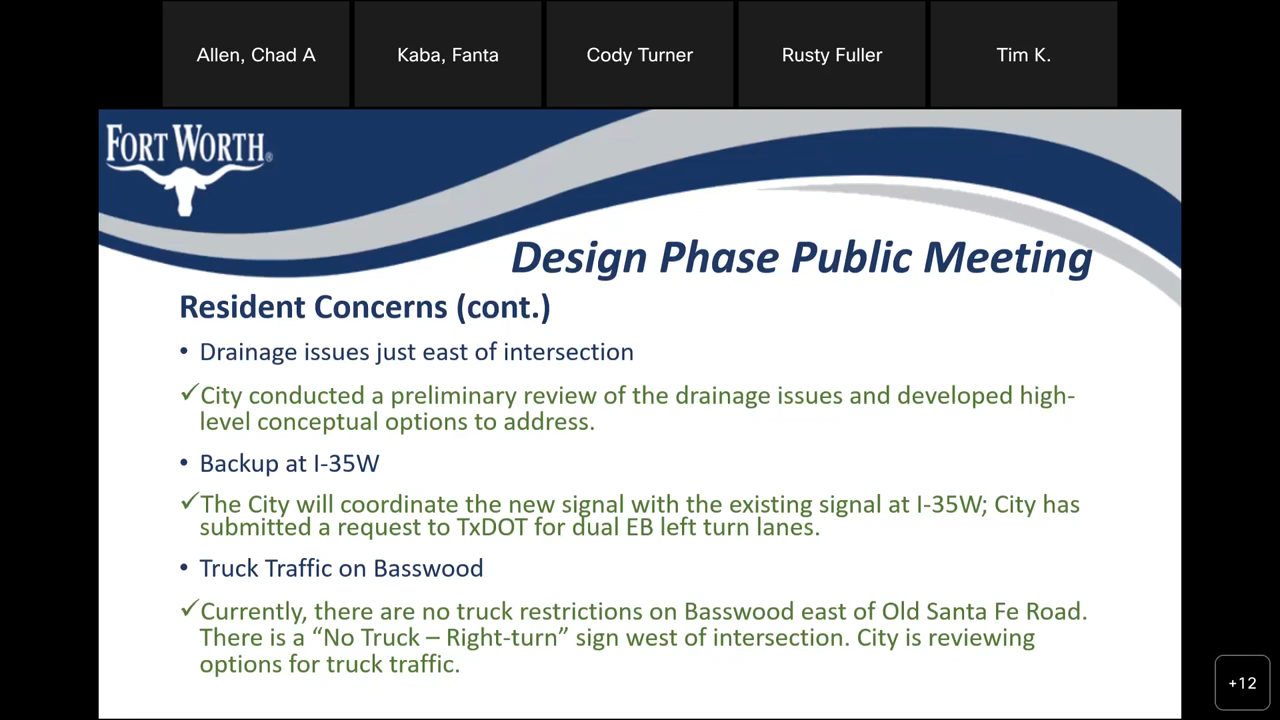 Allen, Chad A
Kaba, Fanta
Cody Turner
Rusty Fuller
Tim K.
FORT WORTH®
Design Phase Public Meeting
Resident Concerns (cont.)
• Drainage issues just east of intersection
✓City conducted a preliminary review of the drainage issues and developed high-
level conceptual options to address.
• Backup at I-35W
✓The City will coordinate the new signal with the existing signal at I-35W; City has
submitted a request to TxDOT for dual EB left turn lanes.
• Truck Traffic on Basswood
✓Currently, there are no truck restrictions on Basswood east of Old Santa Fe Road.
There is a “No Truck – Right-turn” sign west of intersection. City is reviewing
options for truck traffic.
+12